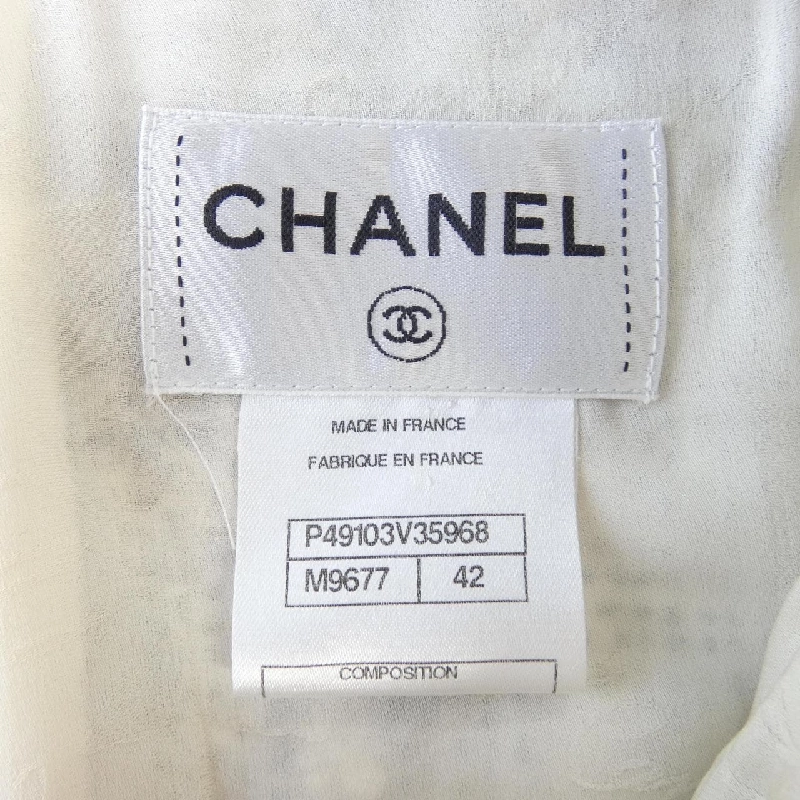 CHANEL
MADE IN FRANCE
FABRIQUE EN FRANCE
P49103V35968
M9677 42
COMPOSITION